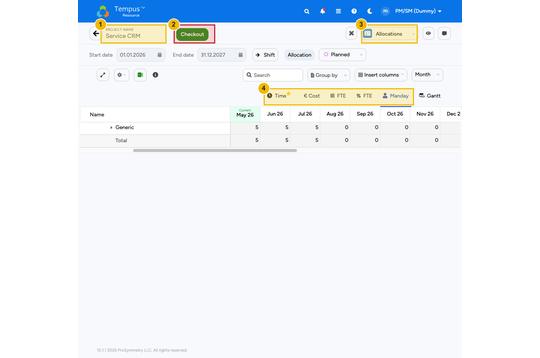 Tempus™
Resource
PM/SM (Dummy)
1
2
3
PROJECT NAME
Service CRM
Checkout
Allocations
Start date 01.01.2026 End date 31.12.2027 Shift Allocation Planned
Search Group by Insert columns Month
4
Time € Cost FTE % FTE Manday Gantt
Name Current May 26 Jun 26 Jul 26 Aug 26 Sep 26 Oct 26 Nov 26 Dec 2
Generic 5 5 5 0 0 0 0
Total 5 5 5 0 0 0 0
10.1.1 2026 ProSymmetry LLC. All rights reserved.